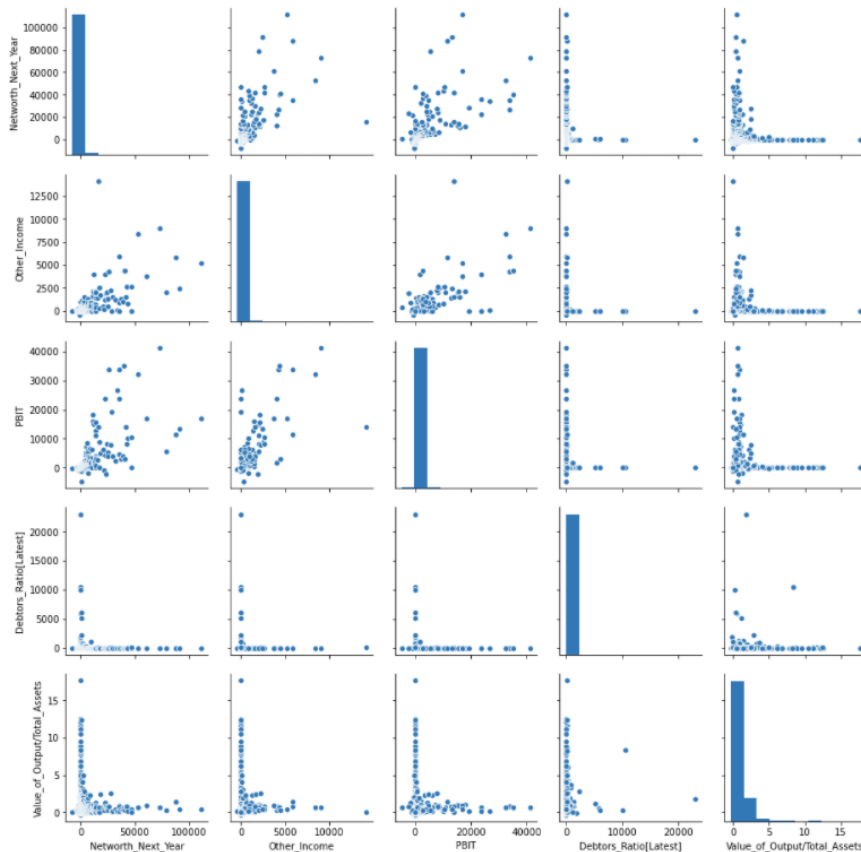 Networth_Next_Year
100000
80000
60000
40000
20000
0
Other_Income
12500
10000
7500
5000
2500
0
PBIT
40000
30000
20000
10000
0
Debtors_Ratio[Latest]
20000
15000
10000
5000
0
Value_of_Output/Total_Assets
15
10
5
0
0 50000 100000
0 5000 10000
0 20000 40000
0 10000 20000
0 5 10 15
Networth_Next_Year
Other_Income
PBIT
Debtors_Ratio[Latest]
Value_of_Output/Total_Assets